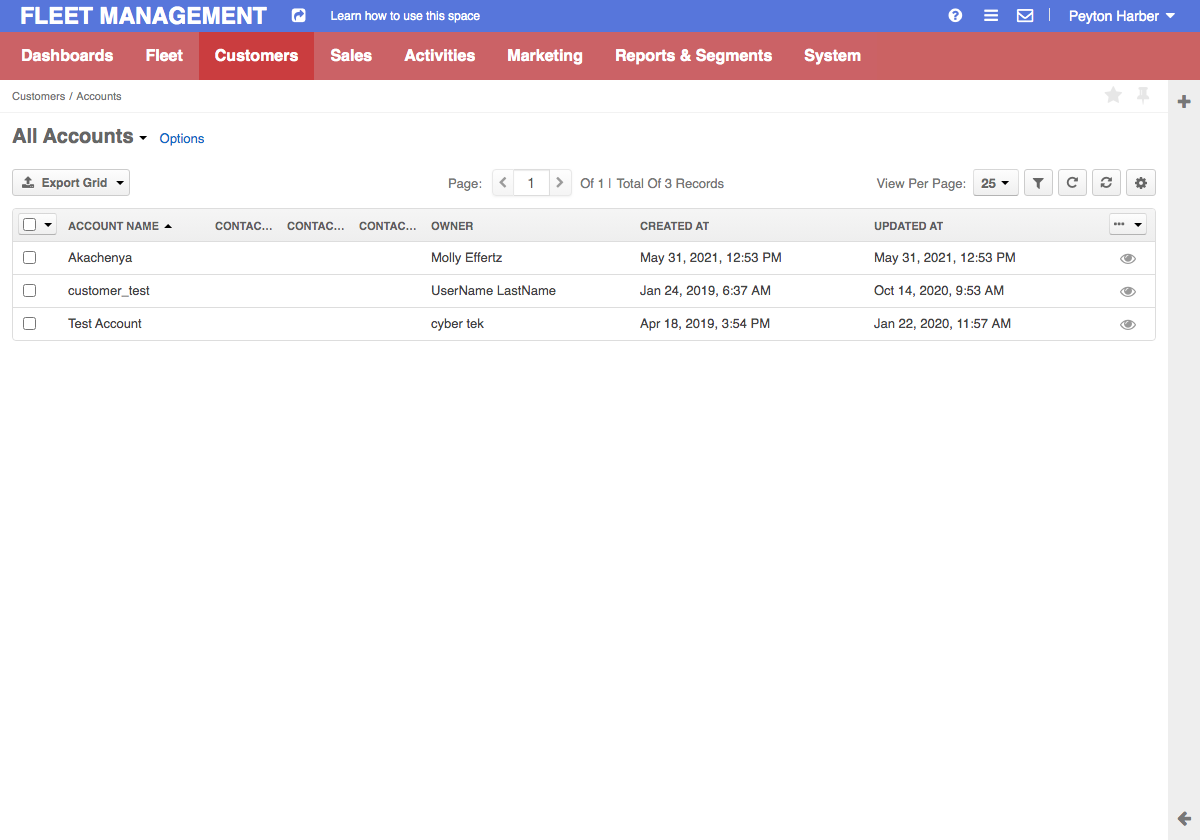 FLEET MANAGEMENT Learn how to use this space Peyton Harber
Dashboards Fleet Customers Sales Activities Marketing Reports & Segments System
Customers / Accounts
All Accounts Options
Export Grid Page: 1 Of 1 | Total Of 3 Records View Per Page: 25
ACCOUNT NAME CONTAC... CONTAC... CONTAC... OWNER CREATED AT UPDATED AT
Akachenya Molly Effertz May 31, 2021, 12:53 PM May 31, 2021, 12:53 PM
customer_test UserName LastName Jan 24, 2019, 6:37 AM Oct 14, 2020, 9:53 AM
Test Account cyber tek Apr 18, 2019, 3:54 PM Jan 22, 2020, 11:57 AM